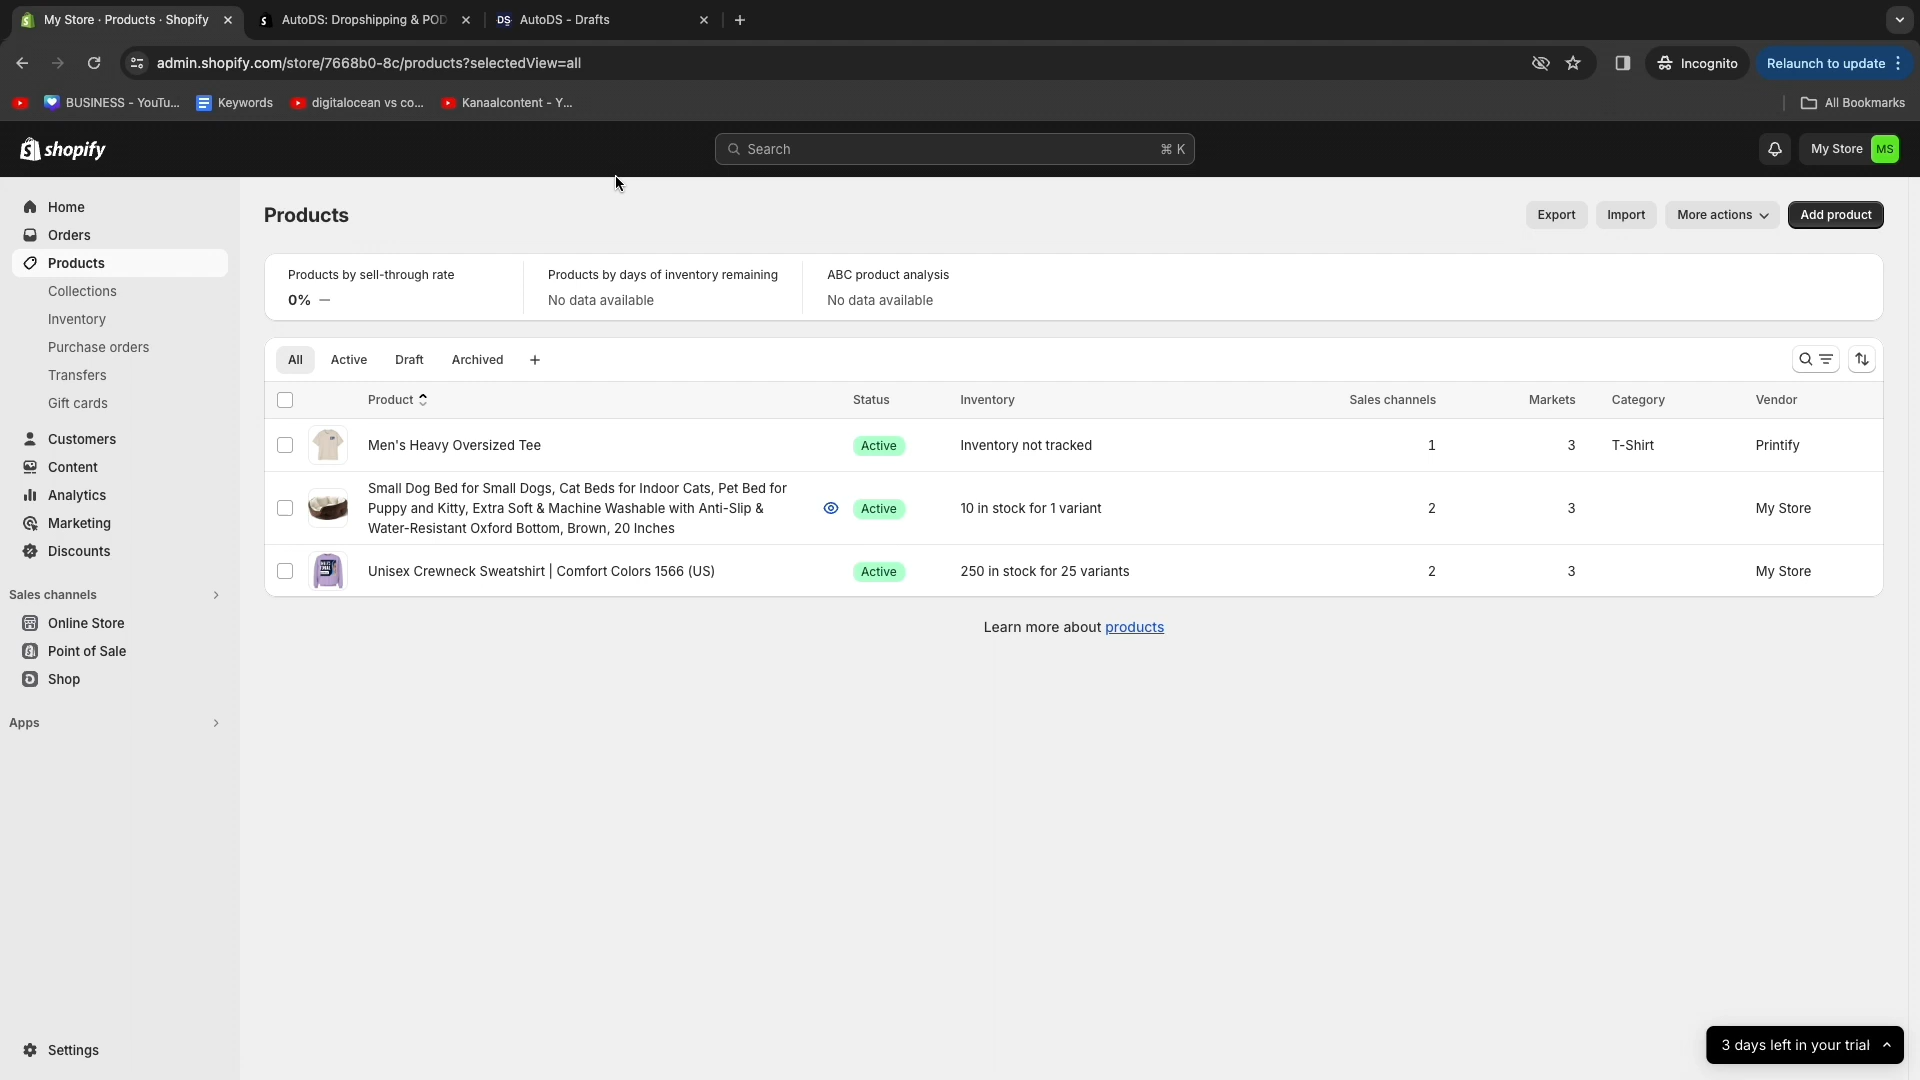 My Store · Products · Shopify
AutoDS: Dropshipping & POD
DS AutoDS - Drafts
admin.shopify.com/store/7668b0-8c/products?selectedView=all
Incognito
Relaunch to update
BUSINESS - YouTu...
Keywords
digitalocean vs co...
Kanaalcontent - Y...
All Bookmarks
shopify
Search
⌘ K
My Store
MS
Home
Orders
Products
Collections
Inventory
Purchase orders
Transfers
Gift cards
Customers
Content
Analytics
Marketing
Discounts
Sales channels
Online Store
Point of Sale
Shop
Apps
Settings
Products
Export
Import
More actions
Add product
Products by sell-through rate
0% —
Products by days of inventory remaining
No data available
ABC product analysis
No data available
All
Active
Draft
Archived
+
Product
Status
Inventory
Sales channels
Markets
Category
Vendor
Men's Heavy Oversized Tee
Active
Inventory not tracked
1
3
T-Shirt
Printify
Small Dog Bed for Small Dogs, Cat Beds for Indoor Cats, Pet Bed for
Puppy and Kitty, Extra Soft & Machine Washable with Anti-Slip &
Water-Resistant Oxford Bottom, Brown, 20 Inches
Active
10 in stock for 1 variant
2
3
My Store
Unisex Crewneck Sweatshirt | Comfort Colors 1566 (US)
Active
250 in stock for 25 variants
2
3
My Store
Learn more about products
3 days left in your trial